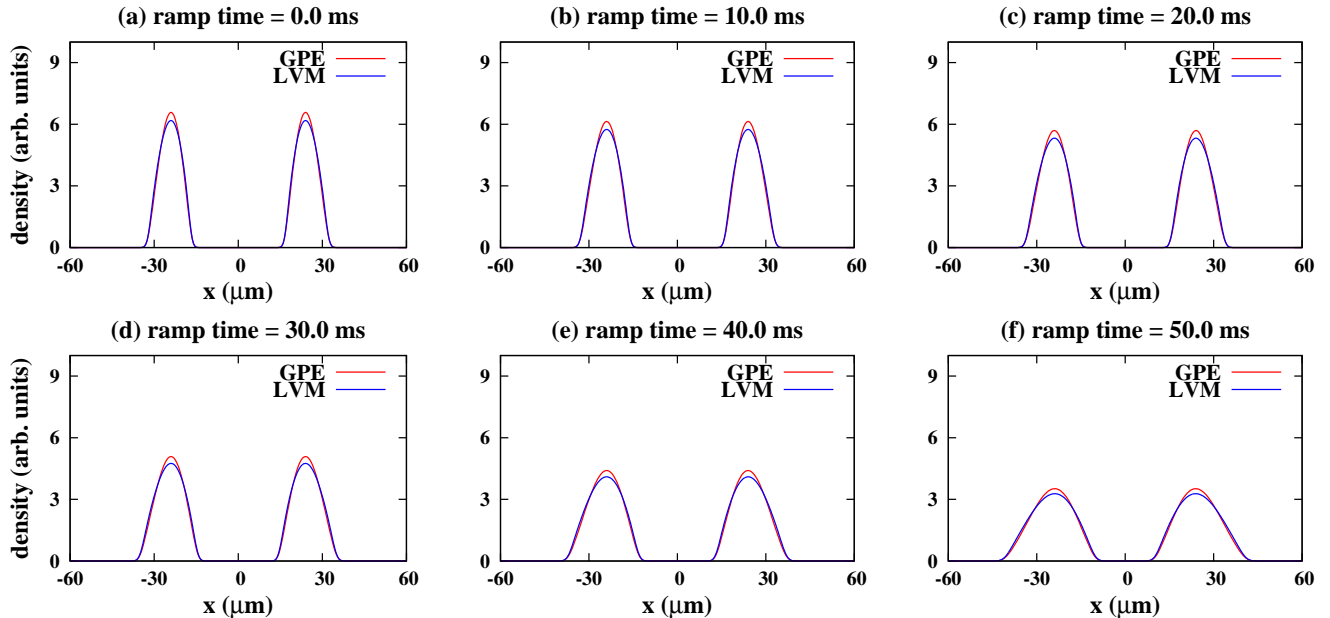 (a) ramp time = 0.0 ms
(b) ramp time = 10.0 ms
(c) ramp time = 20.0 ms
density (arb. units)
9
6
3
0
GPE
LVM
-60 -30 0 30 60
x (μm)
9
6
3
0
GPE
LVM
-60 -30 0 30 60
x (μm)
9
6
3
0
GPE
LVM
-60 -30 0 30 60
x (μm)
(d) ramp time = 30.0 ms
(e) ramp time = 40.0 ms
(f) ramp time = 50.0 ms
density (arb. units)
9
6
3
0
GPE
LVM
-60 -30 0 30 60
x (μm)
9
6
3
0
GPE
LVM
-60 -30 0 30 60
x (μm)
9
6
3
0
GPE
LVM
-60 -30 0 30 60
x (μm)